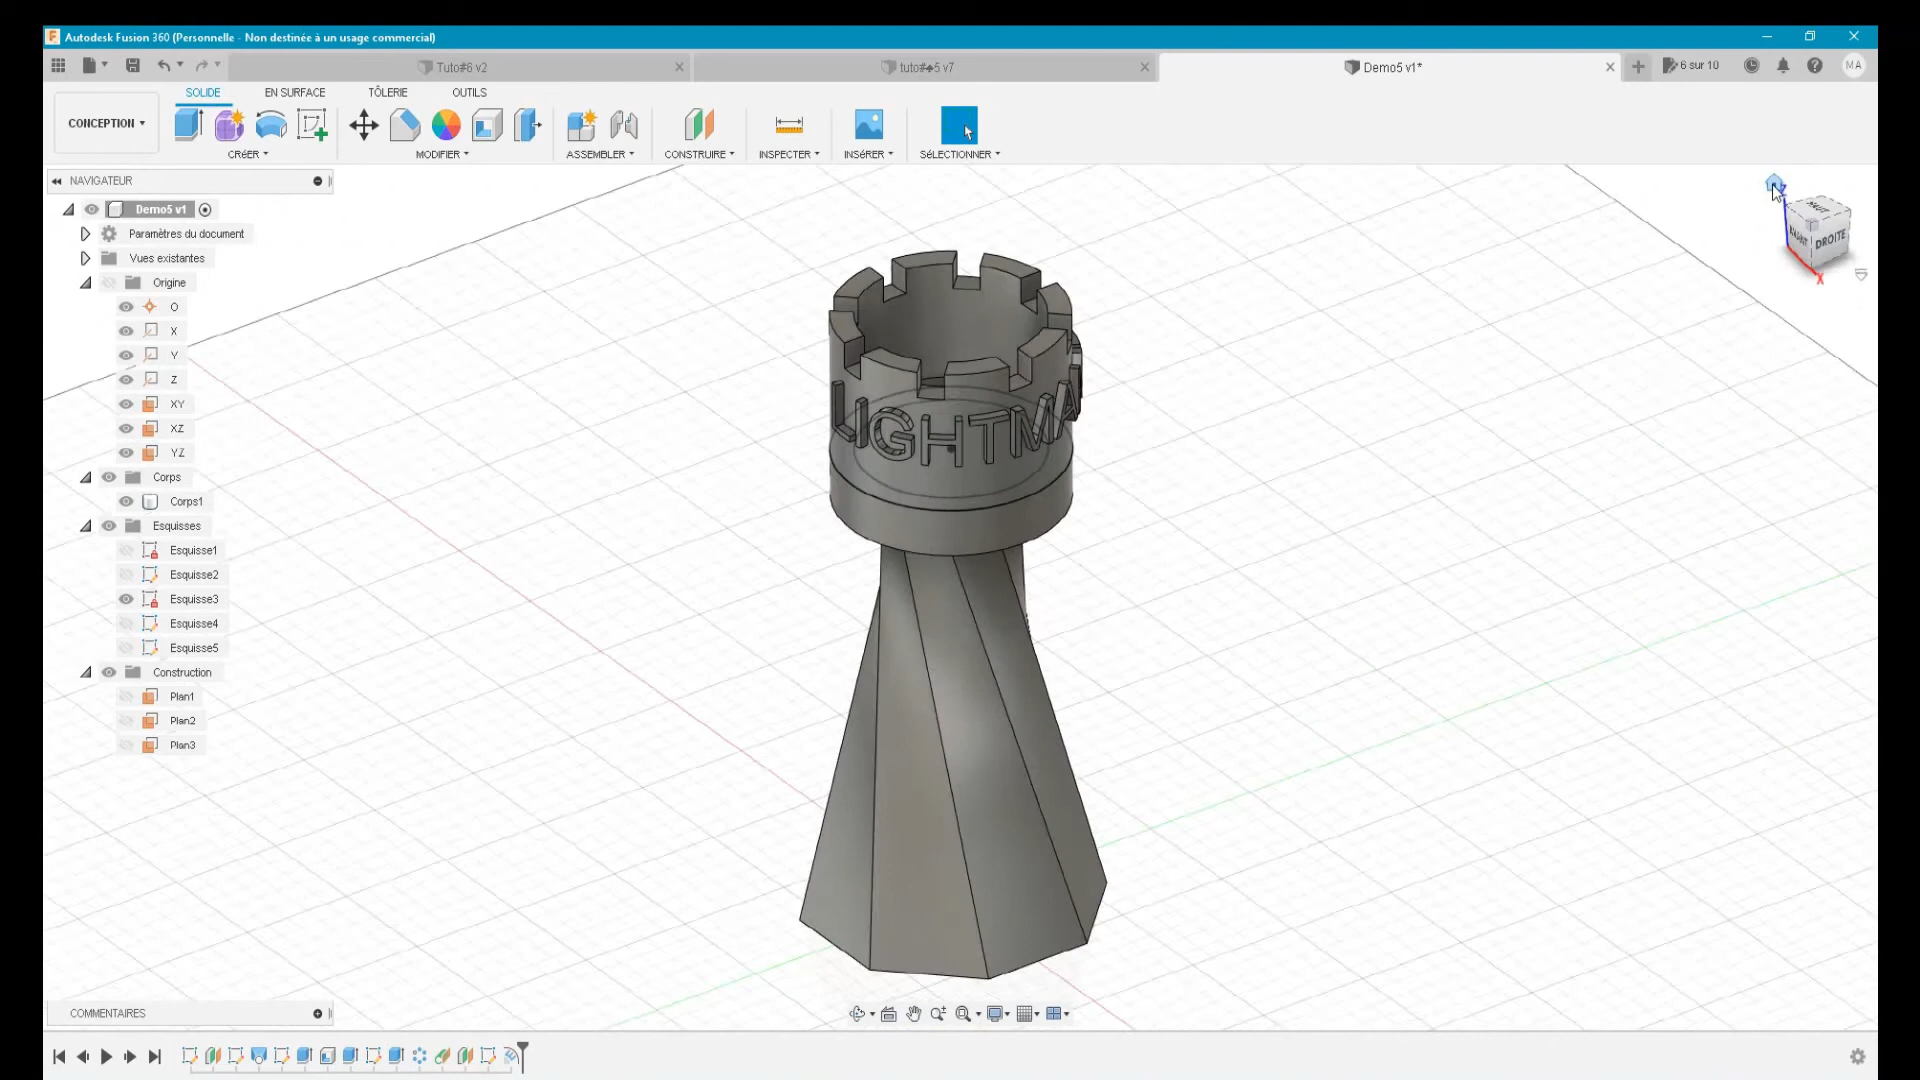 Autodesk Fusion 360 (Personnelle - Non destinée à un usage commercial)
Tuto#6 v2
tuto#♠5 v7
Demo5 v1*
6 sur 10
MA
SOLIDE
EN SURFACE
TÔLERIE
OUTILS
CONCEPTION
CRÉER
MODIFIER
ASSEMBLER
CONSTRUIRE
INSPECTER
INSÉRER
SÉLECTIONNER
NAVIGATEUR
Demo5 v1
Paramètres du document
Vues existantes
Origine
O
X
Y
Z
XY
XZ
YZ
Corps
Corps1
Esquisses
Esquisse1
Esquisse2
Esquisse3
Esquisse4
Esquisse5
Construction
Plan1
Plan2
Plan3
Z
HAUT
AVANT
DROITE
X
LIGHTMA
COMMENTAIRES